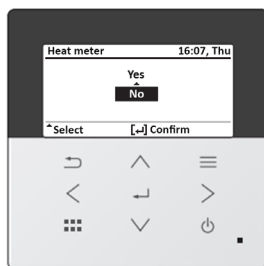 Heat meter 16:07, Thu
Yes
No
Select [↵] Confirm